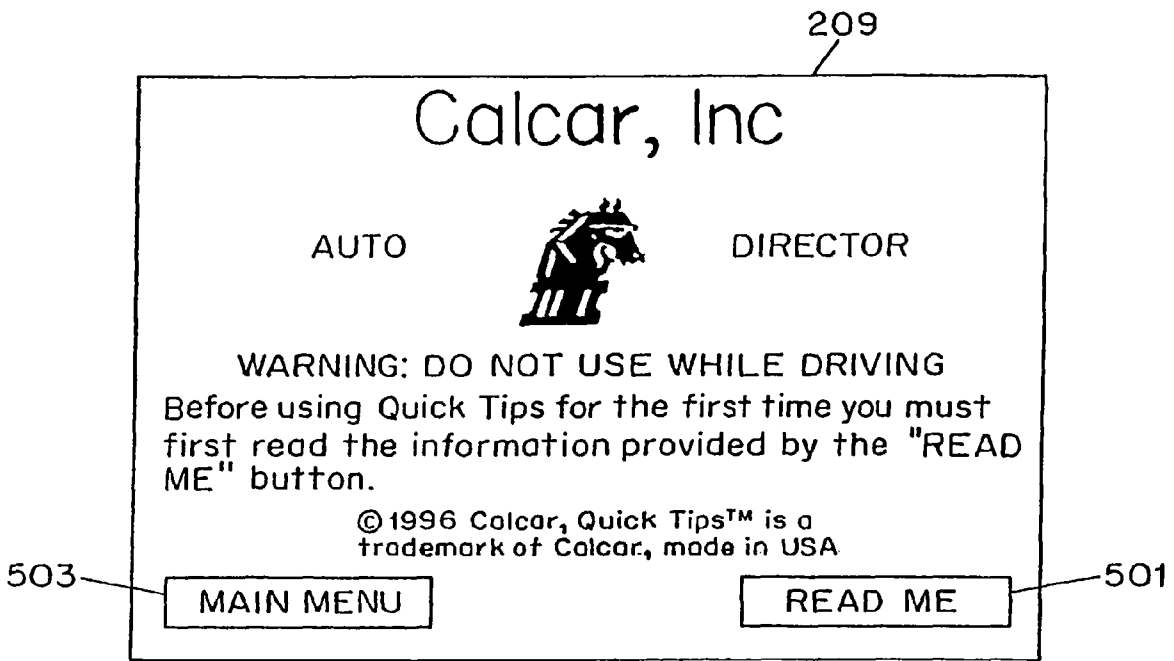 209
Calcar, Inc
AUTO DIRECTOR
WARNING: DO NOT USE WHILE DRIVING
Before using Quick Tips for the first time you must
first read the information provided by the "READ
ME" button.
©1996 Calcar, Quick Tips™ is a
trademark of Calcar, made in USA
503 MAIN MENU READ ME 501